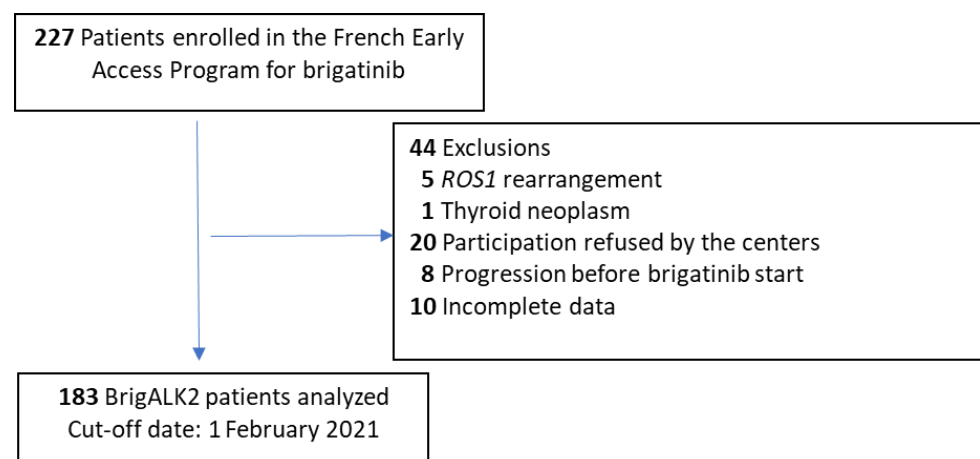 227 Patients enrolled in the French Early
Access Program for brigatinib
44 Exclusions
5 ROS1 rearrangement
1 Thyroid neoplasm
20 Participation refused by the centers
8 Progression before brigatinib start
10 Incomplete data
183 BrigALK2 patients analyzed
Cut-off date: 1 February 2021